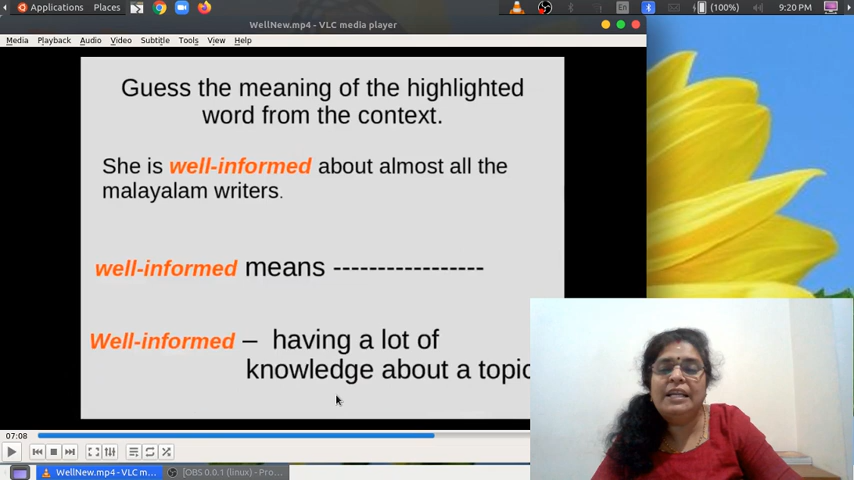 Applications Places En (100%) 9:20 PM
WellNew.mp4 - VLC media player
Media Playback Audio Video Subtitle Tools View Help
Guess the meaning of the highlighted
word from the context.
She is well-informed about almost all the
malayalam writers.
well-informed means -----------------
Well-informed – having a lot of
knowledge about a topic
07:08
WellNew.mp4 - VLC m... [OBS 0.0.1 (linux) - Pro...